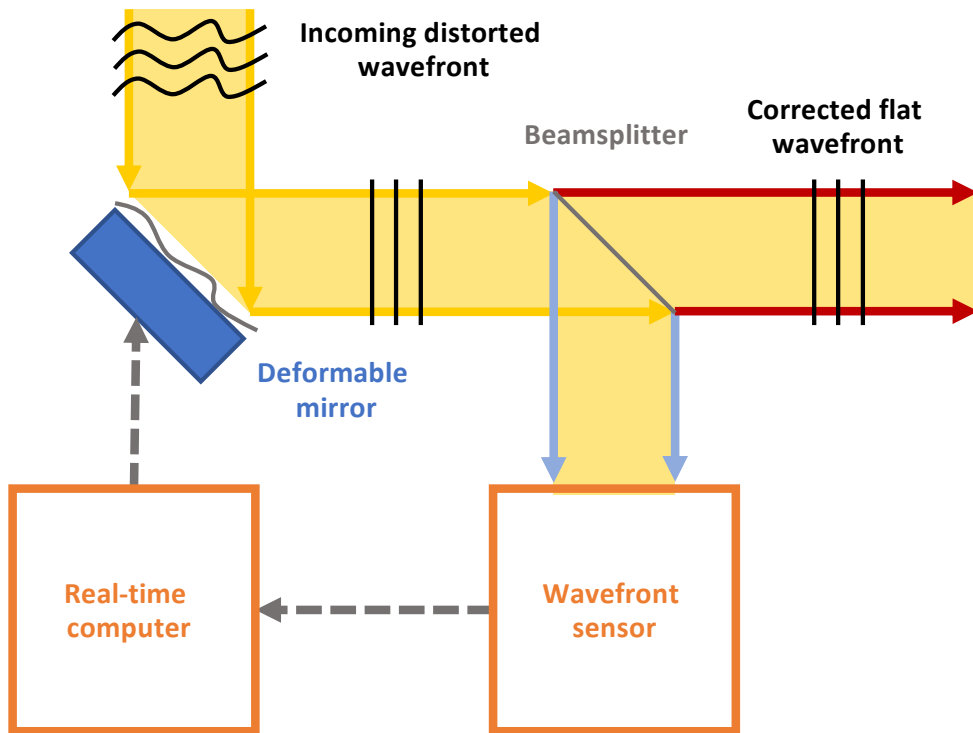 Incoming distorted
wavefront
Corrected flat
wavefront
Beamsplitter
Deformable
mirror
Real-time
computer
Wavefront
sensor